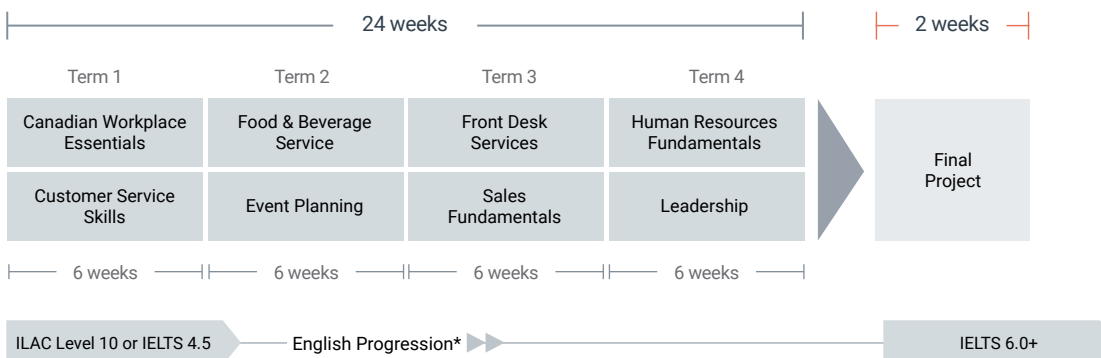 24 weeks
2 weeks
Term 1
Term 2
Term 3
Term 4
Canadian Workplace
Essentials
Food & Beverage
Service
Front Desk
Services
Human Resources
Fundamentals
Customer Service
Skills
Event Planning
Sales
Fundamentals
Leadership
Final
Project
6 weeks
6 weeks
6 weeks
6 weeks
ILAC Level 10 or IELTS 4.5
English Progression*
IELTS 6.0+